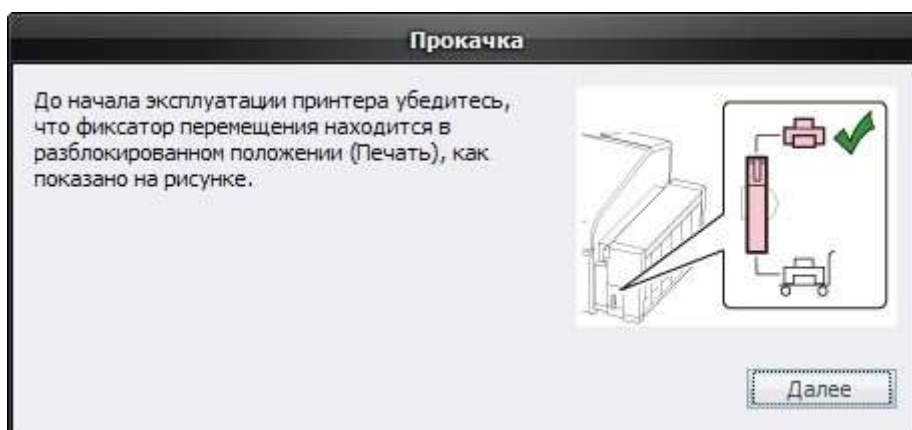 Прокачка
До начала эксплуатации принтера убедитесь,
что фиксатор перемещения находится в
разблокированном положении (Печать), как
показано на рисунке.
Далее